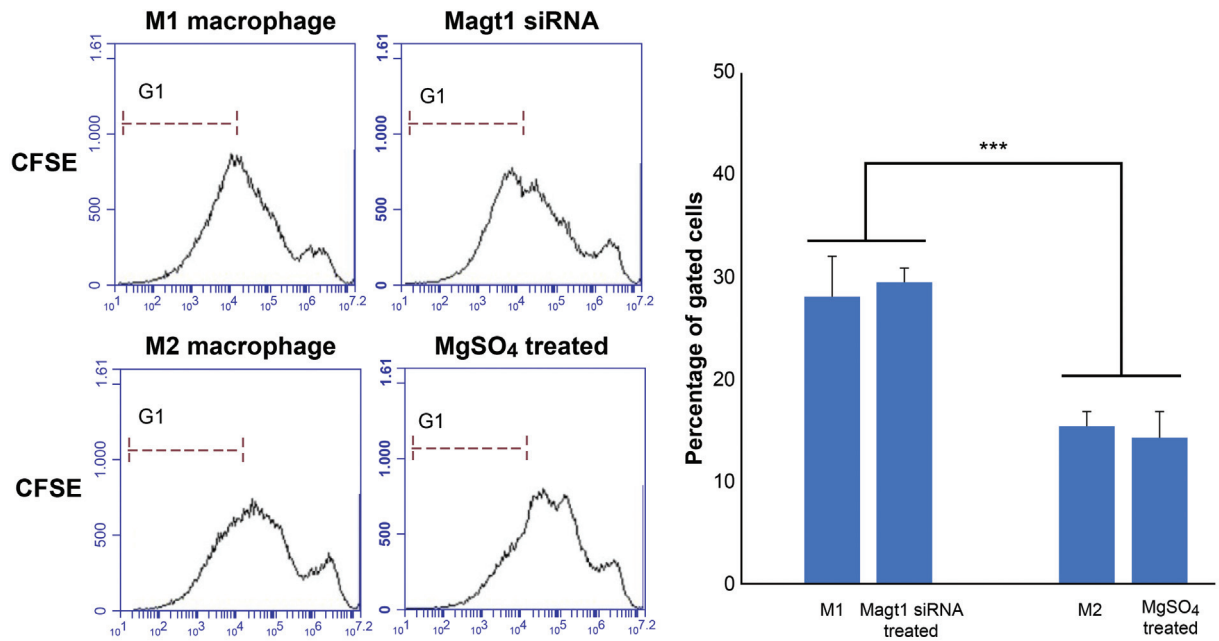 M1 macrophage
Magt1 siRNA
CFSE
1.61
1.000
500
0
G1
10¹ 10² 10³ 10⁴ 10⁵ 10⁶ 10⁷·²
1.61
1.000
500
0
G1
10¹ 10² 10³ 10⁴ 10⁵ 10⁶ 10⁷·²
M2 macrophage
MgSO₄ treated
CFSE
1.61
1.000
500
0
G1
10¹ 10² 10³ 10⁴ 10⁵ 10⁶ 10⁷·²
1.61
1.000
500
0
G1
10¹ 10² 10³ 10⁴ 10⁵ 10⁶ 10⁷·²
Percentage of gated cells
50
40
30
20
10
0
***
M1
Magt1 siRNA
treated
M2
MgSO₄
treated